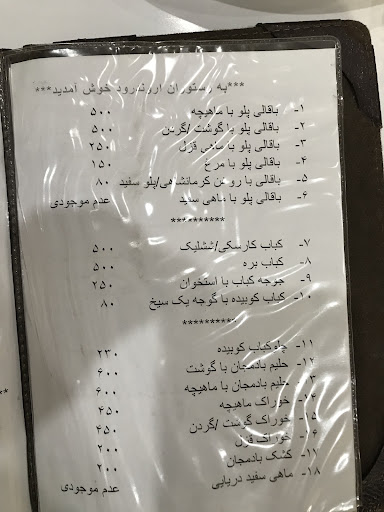 ***به رستوران اروندرود خوش آمدید***
۱- باقالی پلو با ماهیچه ۵۰۰
۲- باقالی پلو با گوشت /گردن ۵۰۰
۳- باقالی پلو با ماهی قزل ۲۵۰
۴- باقالی پلو با مرغ ۱۵۰
۵- باقالی با روغن کرمانشاهی/پلو سفید ۸۰
۶- باقالی پلو با ماهی سفید عدم موجودی
**********
۷- کباب کارسکی/ششلیک ۵۰۰
۸- کباب بره ۵۰۰
۹- جوجه کباب با استخوان ۲۵۰
۱۰- کباب کوبیده با گوجه یک سیخ ۸۰
**********
۱۱- چلوکباب کوبیده ۲۳۰
۱۲- حلیم بادمجان با گوشت ۶۰۰
۱۳- حلیم بادمجان با ماهیچه ۶۰۰
۱۴- خوراک ماهیچه ۴۵۰
۱۵- خوراک گوشت /گردن ۴۵۰
۱۶- خوراک قزل ۲۰۰
۱۷- کشک بادمجان ۲۰۰
۱۸- ماهی سفید دریایی عدم موجودی